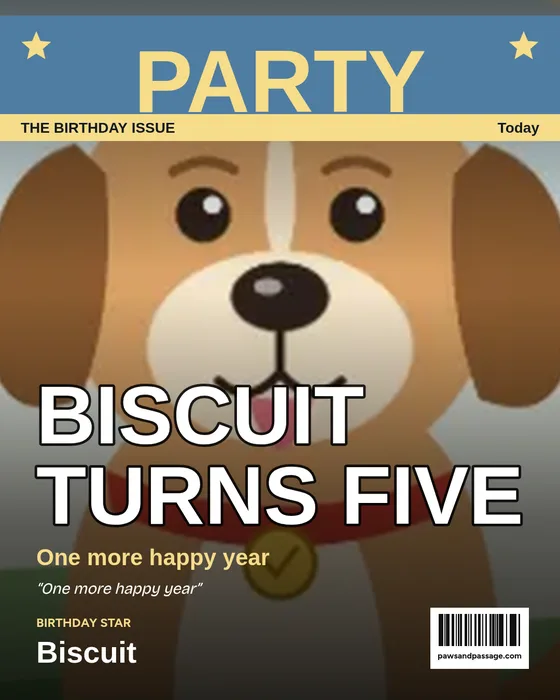 PARTY
THE BIRTHDAY ISSUE
Today
BISCUIT
TURNS FIVE
One more happy year
“One more happy year”
BIRTHDAY STAR
Biscuit
pawsandpassage.com